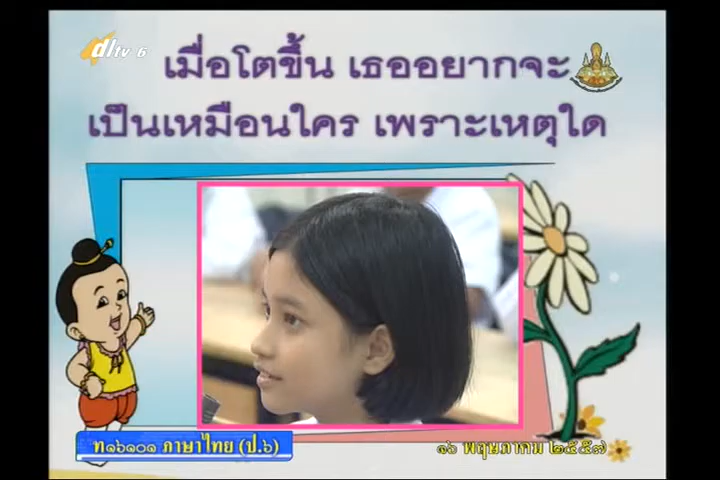 dltv 6
เมื่อโตขึ้น เธออยากจะ
เป็นเหมือนใคร เพราะเหตุใด
ท๑๖๑๐๑ ภาษาไทย (ป.๖)
๑๖ พฤษภาคม ๒๕๕๗